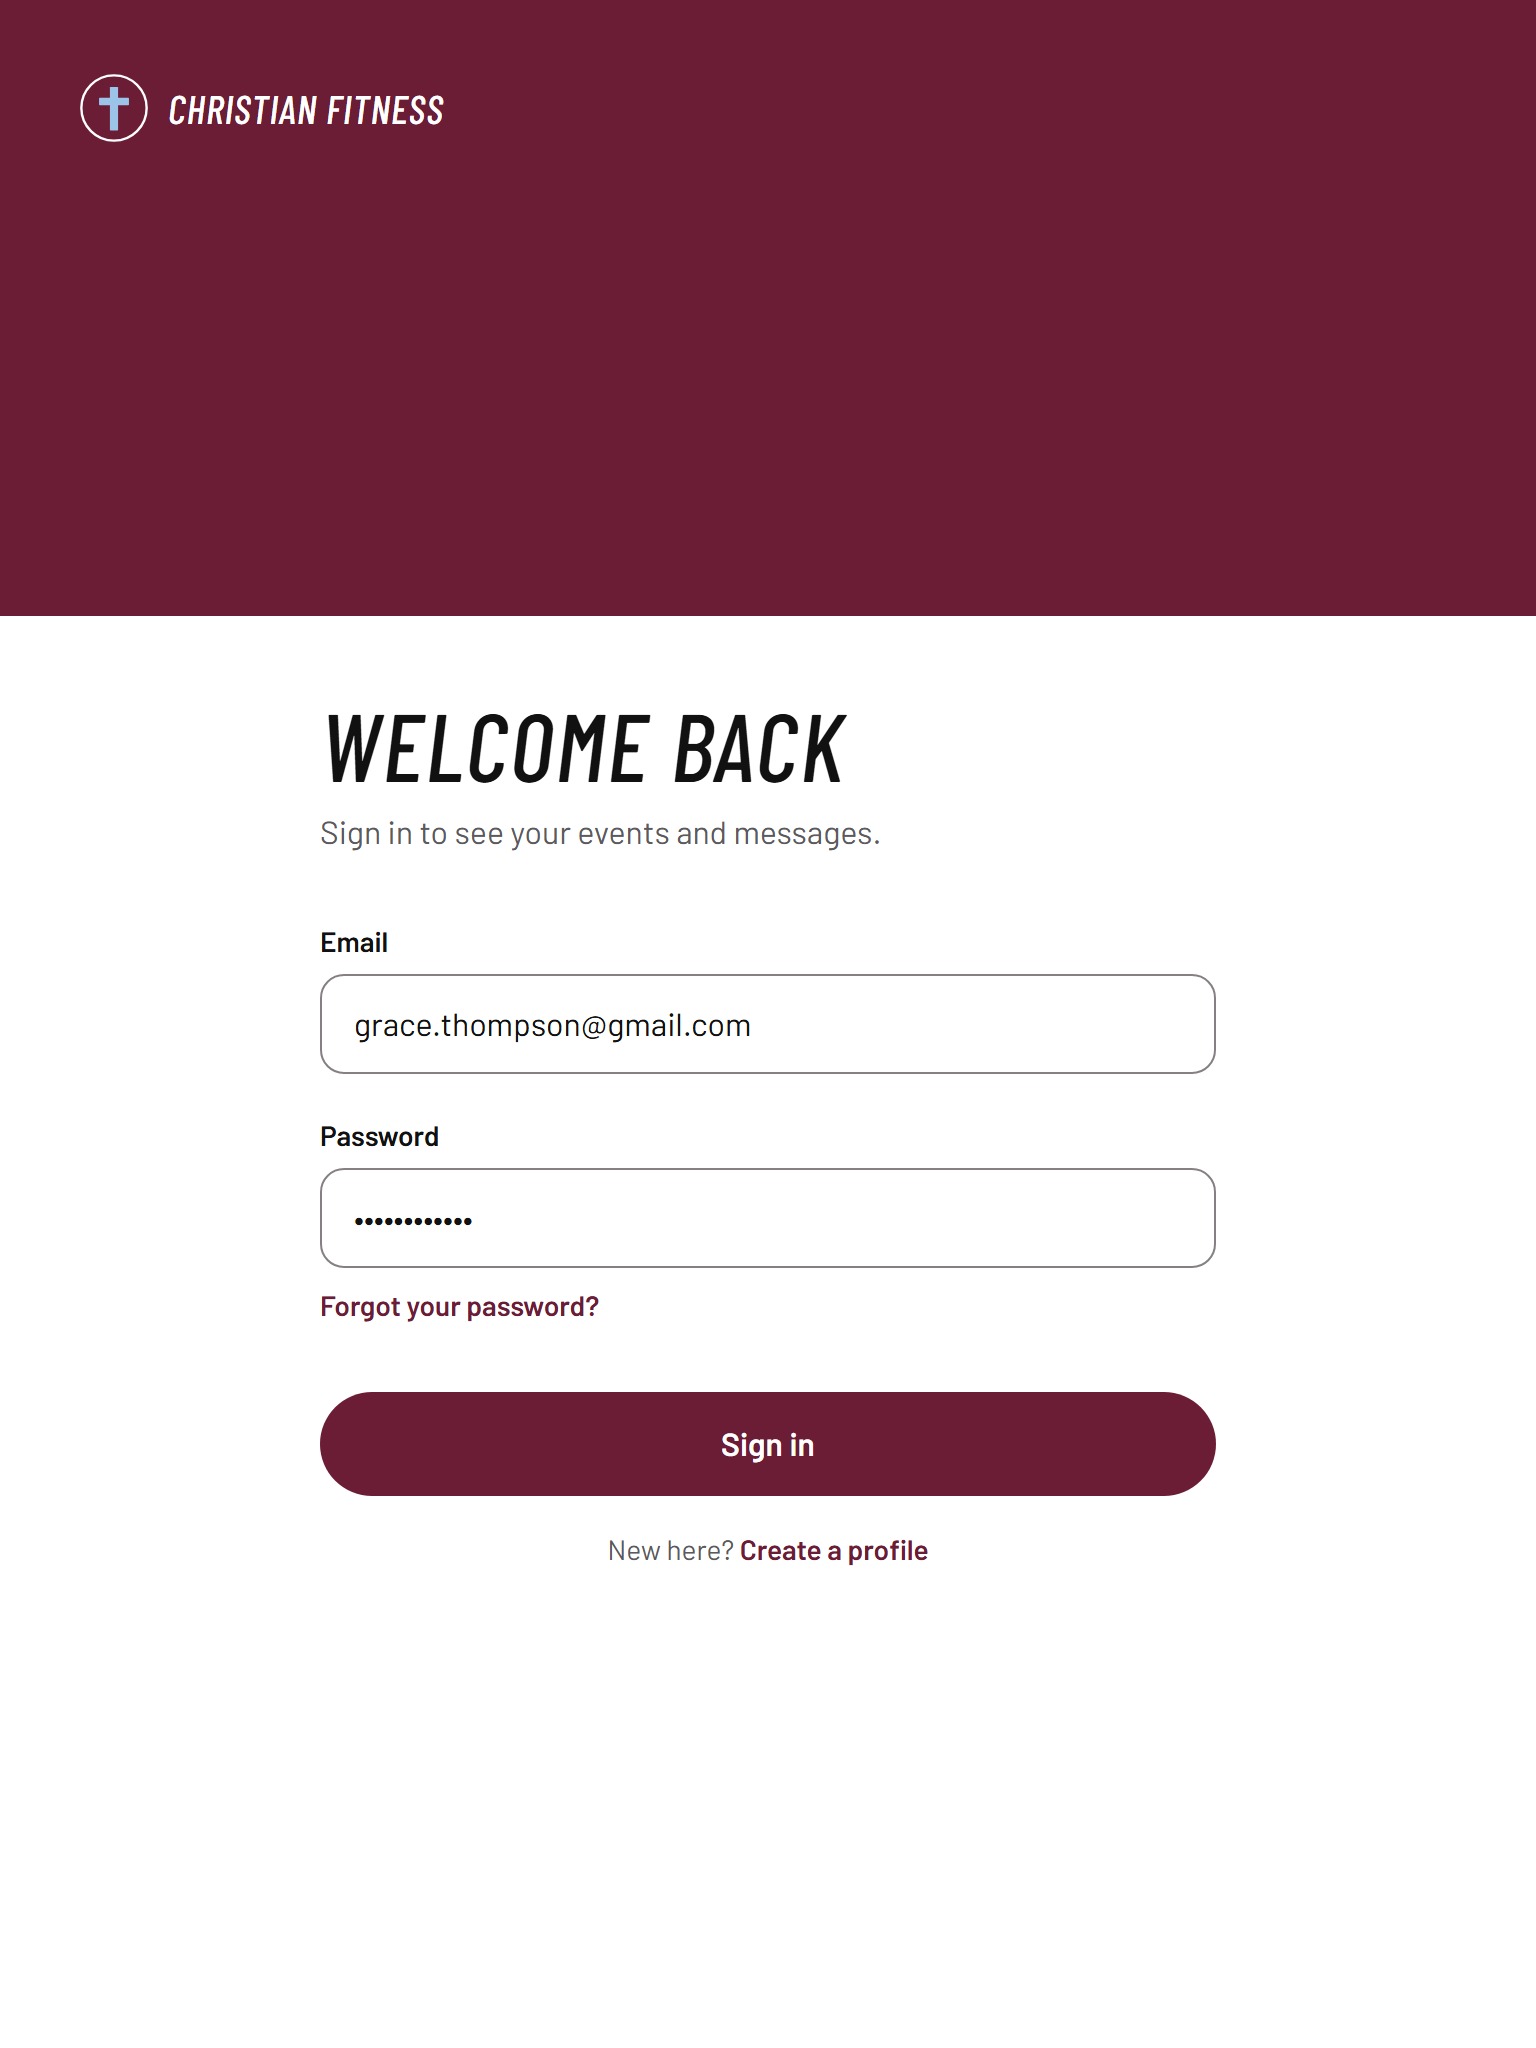 CHRISTIAN FITNESS
WELCOME BACK
Sign in to see your events and messages.
Email
grace.thompson@gmail.com
Password
••••••••••••
Forgot your password?
Sign in
New here? Create a profile